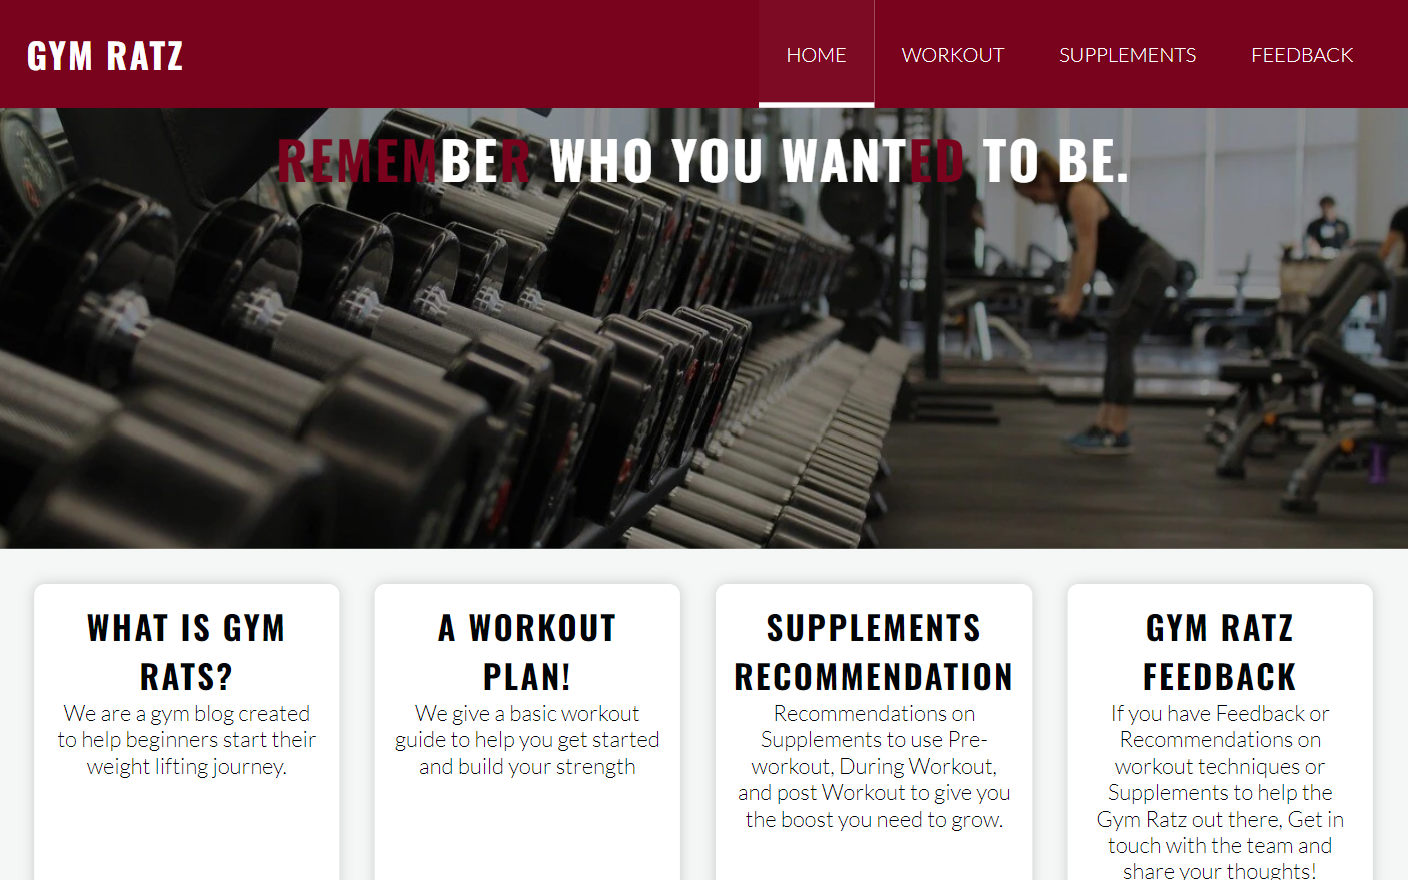 GYM RATZ
HOME
WORKOUT
SUPPLEMENTS
FEEDBACK
REMEMBER WHO YOU WANTED TO BE.
WHAT IS GYM
RATS?
We are a gym blog created
to help beginners start their
weight lifting journey.
A WORKOUT
PLAN!
We give a basic workout
guide to help you get started
and build your strength
SUPPLEMENTS
RECOMMENDATION
Recommendations on
Supplements to use Pre-
workout, During Workout,
and post Workout to give you
the boost you need to grow.
GYM RATZ
FEEDBACK
If you have Feedback or
Recommendations on
workout techniques or
Supplements to help the
Gym Ratz out there, Get in
touch with the team and
share your thoughts!